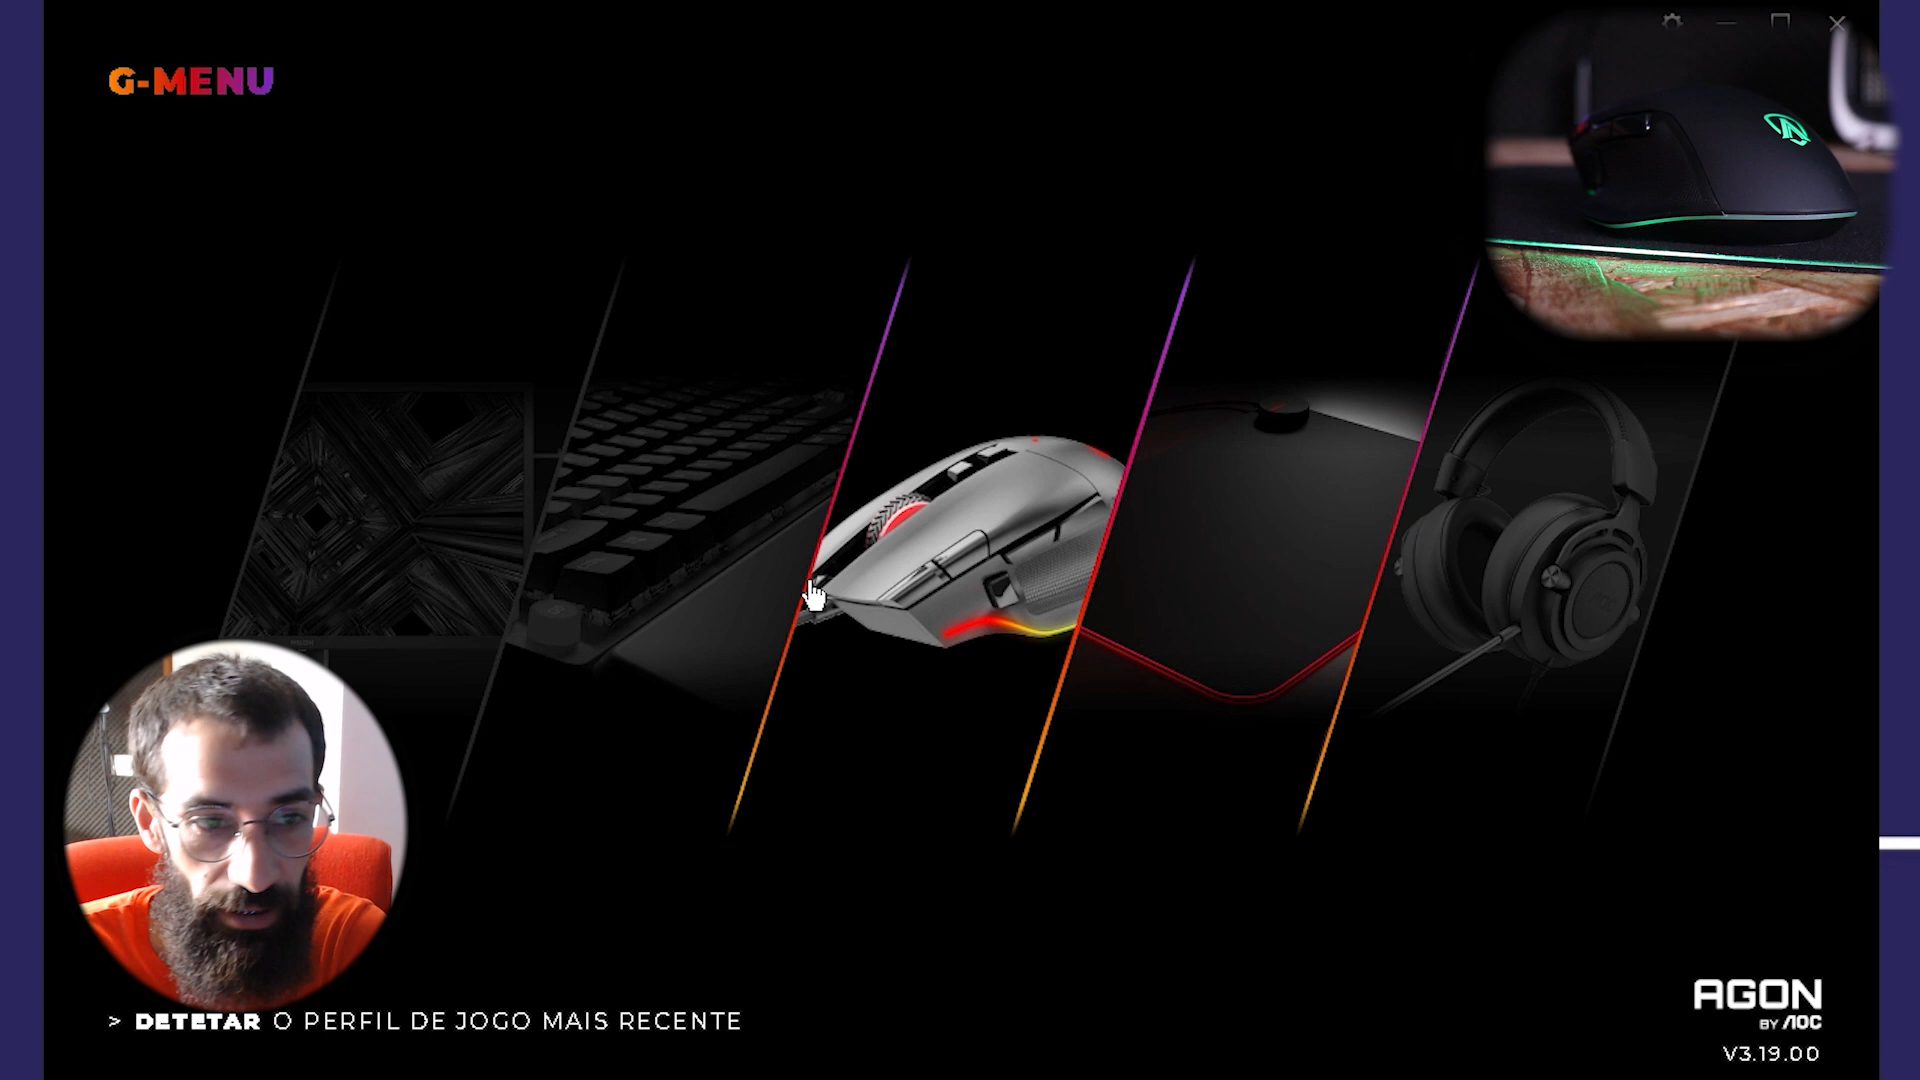 G-MENU
> DETETAR O PERFIL DE JOGO MAIS RECENTE
AGON
BY AOC
V3.19.00